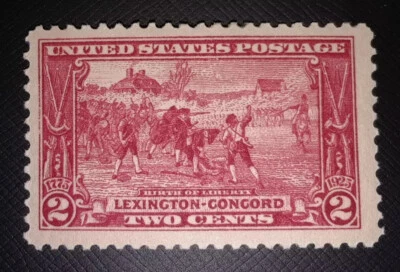 UNITED STATES POSTAGE
1775 1925
BIRTH OF LIBERTY
2 LEXINGTON-CONCORD 2
TWO CENTS